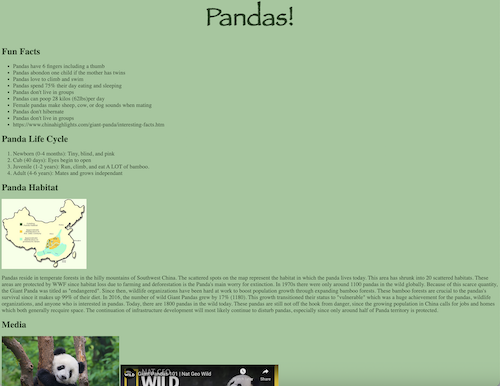 Pandas!
Fun Facts
Pandas have 6 fingers including a thumb
Pandas abondon one child if the mother has twins
Pandas love to climb and swim
Pandas spend 75% their day eating and sleeping
Pandas don't live in groups
Pandas can poop 28 kilos (62lbs)per day
Female pandas make sheep, cow, or dog sounds when mating
Pandas don't hibernate
Pandas don't live in groups
https://www.chinahighlights.com/giant-panda/interesting-facts.htm
Panda Life Cycle
1. Newborn (0-4 months): Tiny, blind, and pink
2. Cub (40 days): Eyes begin to open
3. Juvenile (1-2 years): Run, climb, and eat A LOT of bamboo.
4. Adult (4-6 years): Mates and grows independant
Panda Habitat
Pandas reside in temperate forests in the hilly mountains of Southwest China. The scattered spots on the map represent the habitat in which the panda lives today. This area has shrunk into 20 scattered habitats. These
areas are protected by WWF since habitat loss due to farming and deforestation is the Panda's main worry for extinction. In 1970s there were only around 1100 pandas in the wild globally. Because of this scarce quantity,
the Giant Panda was titled as "endangered". Since then, wildlife organizations have been hard at work to boost population growth through expanding bamboo forests. These bamboo forests are crucial to the pandas's
survival since it makes up 99% of their diet. In 2016, the number of wild Giant Pandas grew by 17% (1180). This growth transitioned their status to "vulnerable" which was a huge achievement for the pandas, wildlife
organizations, and anyone who is interested in pandas. Today, there are 1800 pandas in the wild today. These pandas are still not off the hook from danger, since the growing population in China calls for jobs and homes
which both generally require space. The continuation of infrastructure development will most likely continue to disturb pandas, especially since only around half of Panda territory is protected.
Media
Giant Pandas 101 | Nat Geo Wild
Share
NAT GEO
WILD